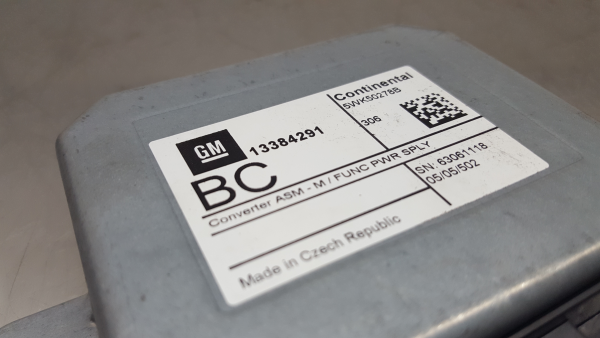 GM 13384291
BC
Converter ASM - M / FUNC PWR SPLY
Made in Czech Republic
Continental
5WK50278B
306
SN: 63061118
05/05/502